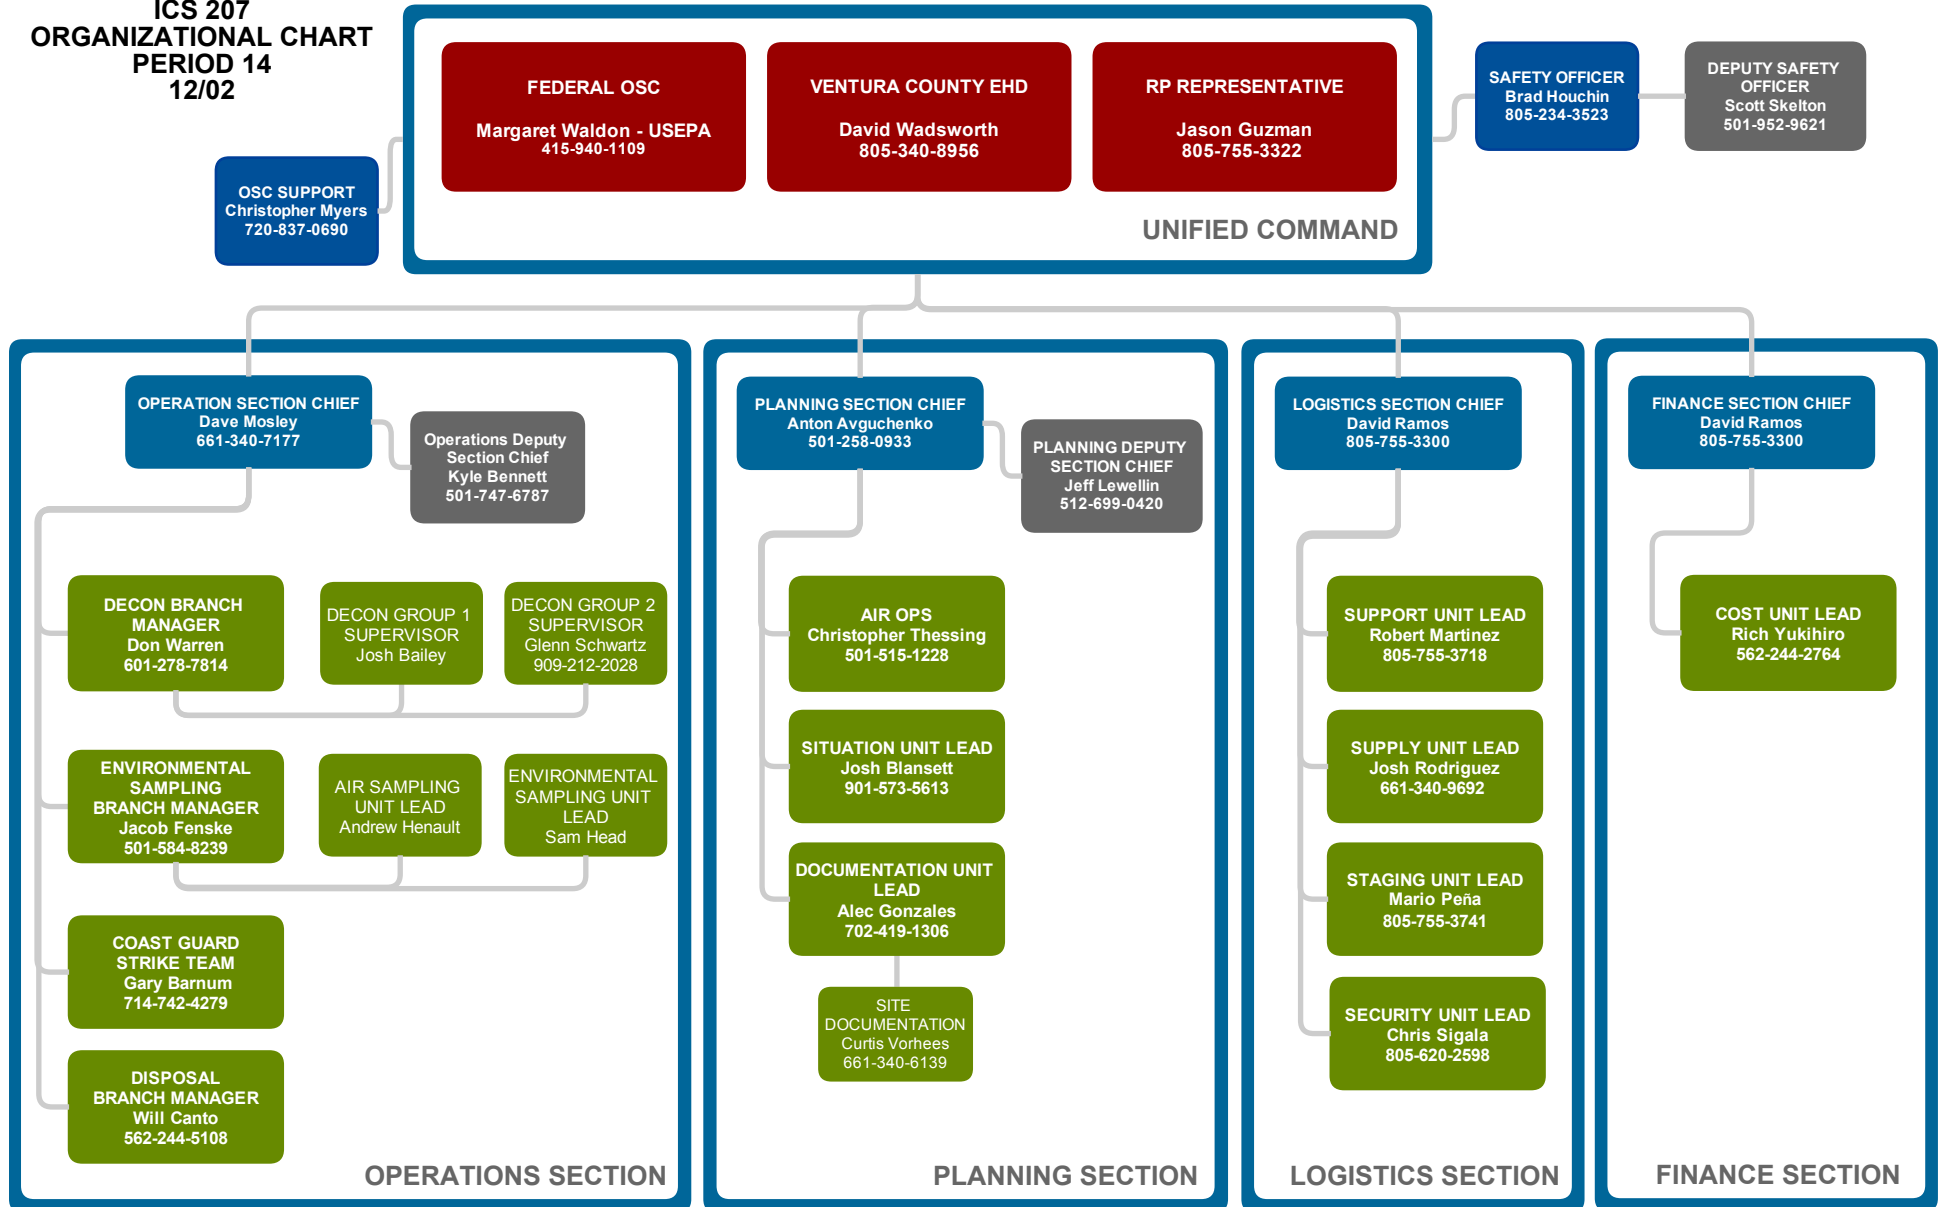 ICS 207
ORGANIZATIONAL CHART
PERIOD 14
12/02
FEDERAL OSC
Margaret Waldon - USEPA
415-940-1109
VENTURA COUNTY EHD
David Wadsworth
805-340-8956
RP REPRESENTATIVE
Jason Guzman
805-755-3322
UNIFIED COMMAND
SAFETY OFFICER
Brad Houchin
805-234-3523
DEPUTY SAFETY
OFFICER
Scott Skelton
501-952-9621
OSC SUPPORT
Christopher Myers
720-837-0690
OPERATION SECTION CHIEF
Dave Mosley
661-340-7177
Operations Deputy
Section Chief
Kyle Bennett
501-747-6787
DECON BRANCH
MANAGER
Don Warren
601-278-7814
DECON GROUP 1
SUPERVISOR
Josh Bailey
DECON GROUP 2
SUPERVISOR
Glenn Schwartz
909-212-2028
ENVIRONMENTAL
SAMPLING
BRANCH MANAGER
Jacob Fenske
501-584-8239
AIR SAMPLING
UNIT LEAD
Andrew Henault
ENVIRONMENTAL
SAMPLING UNIT
LEAD
Sam Head
COAST GUARD
STRIKE TEAM
Gary Barnum
714-742-4279
DISPOSAL
BRANCH MANAGER
Will Canto
562-244-5108
OPERATIONS SECTION
PLANNING SECTION CHIEF
Anton Avguchenko
501-258-0933
PLANNING DEPUTY
SECTION CHIEF
Jeff Lewellin
512-699-0420
AIR OPS
Christopher Thessing
501-515-1228
SITUATION UNIT LEAD
Josh Blansett
901-573-5613
DOCUMENTATION UNIT
LEAD
Alec Gonzales
702-419-1306
SITE
DOCUMENTATION
Curtis Vorhees
661-340-6139
PLANNING SECTION
LOGISTICS SECTION CHIEF
David Ramos
805-755-3300
SUPPORT UNIT LEAD
Robert Martinez
805-755-3718
SUPPLY UNIT LEAD
Josh Rodriguez
661-340-9692
STAGING UNIT LEAD
Mario Peña
805-755-3741
SECURITY UNIT LEAD
Chris Sigala
805-620-2598
LOGISTICS SECTION
FINANCE SECTION CHIEF
David Ramos
805-755-3300
COST UNIT LEAD
Rich Yukihiro
562-244-2764
FINANCE SECTION